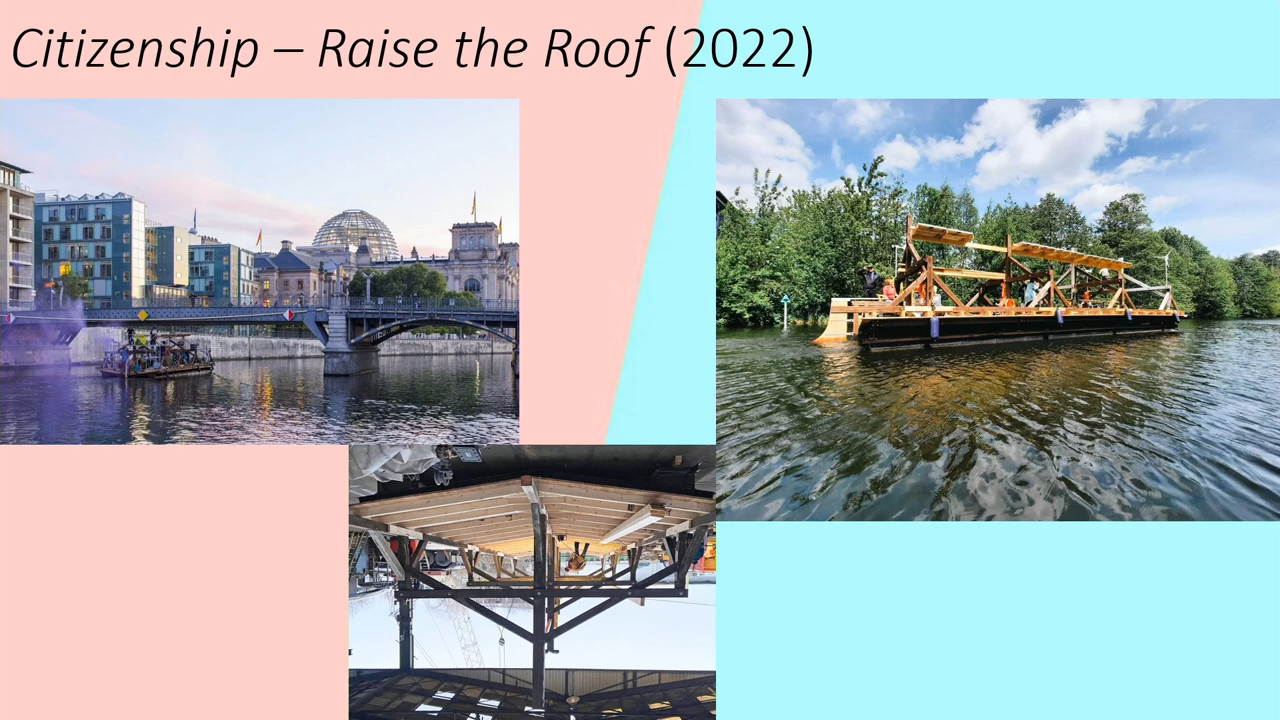 Citizenship – Raise the Roof (2022)